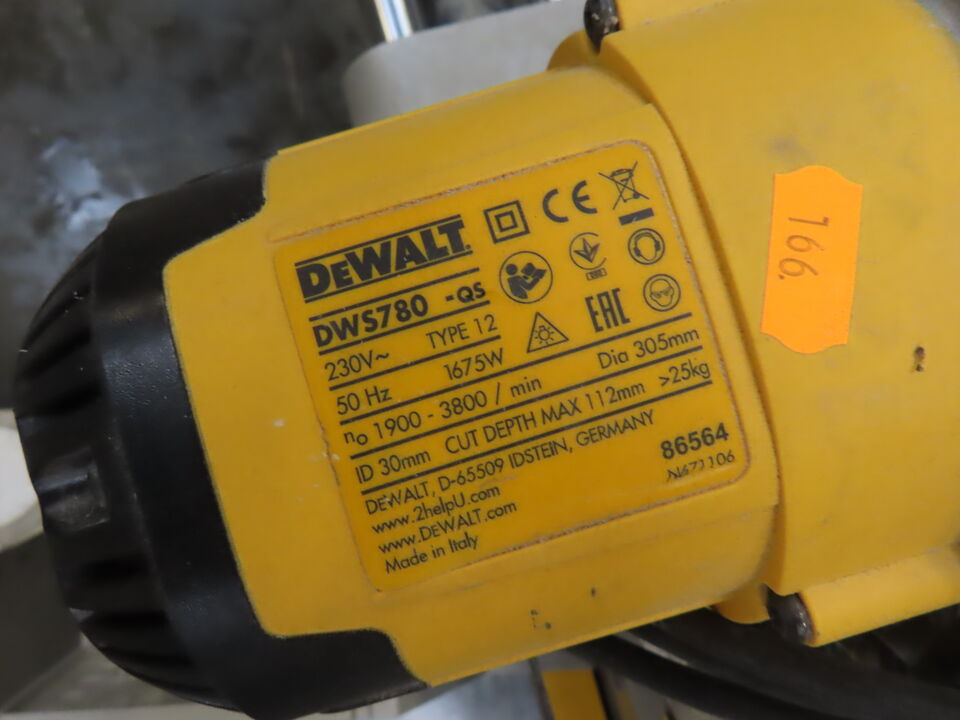 DEWALT
CE
DWS780 -QS
230V~ TYPE 12
EAC
50 Hz 1675W
n₀ 1900 - 3800 / min Dia 305mm
ID 30mm CUT DEPTH MAX 112mm >25kg
DEWALT, D-65509 IDSTEIN, GERMANY
www.2helpU.com
86564
www.DEWALT.com
N471106
Made in Italy
166.